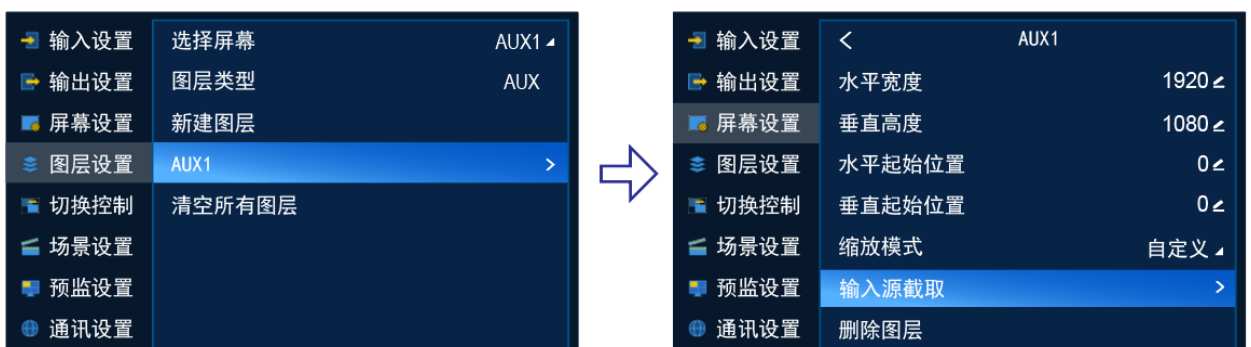 输入设置
输出设置
屏幕设置
图层设置
切换控制
场景设置
预监设置
通讯设置
选择屏幕 AUX1
图层类型 AUX
新建图层
AUX1 >
清空所有图层
输入设置
输出设置
屏幕设置
图层设置
切换控制
场景设置
预监设置
通讯设置
< AUX1
水平宽度 1920
垂直高度 1080
水平起始位置 0
垂直起始位置 0
缩放模式 自定义
输入源截取 >
删除图层